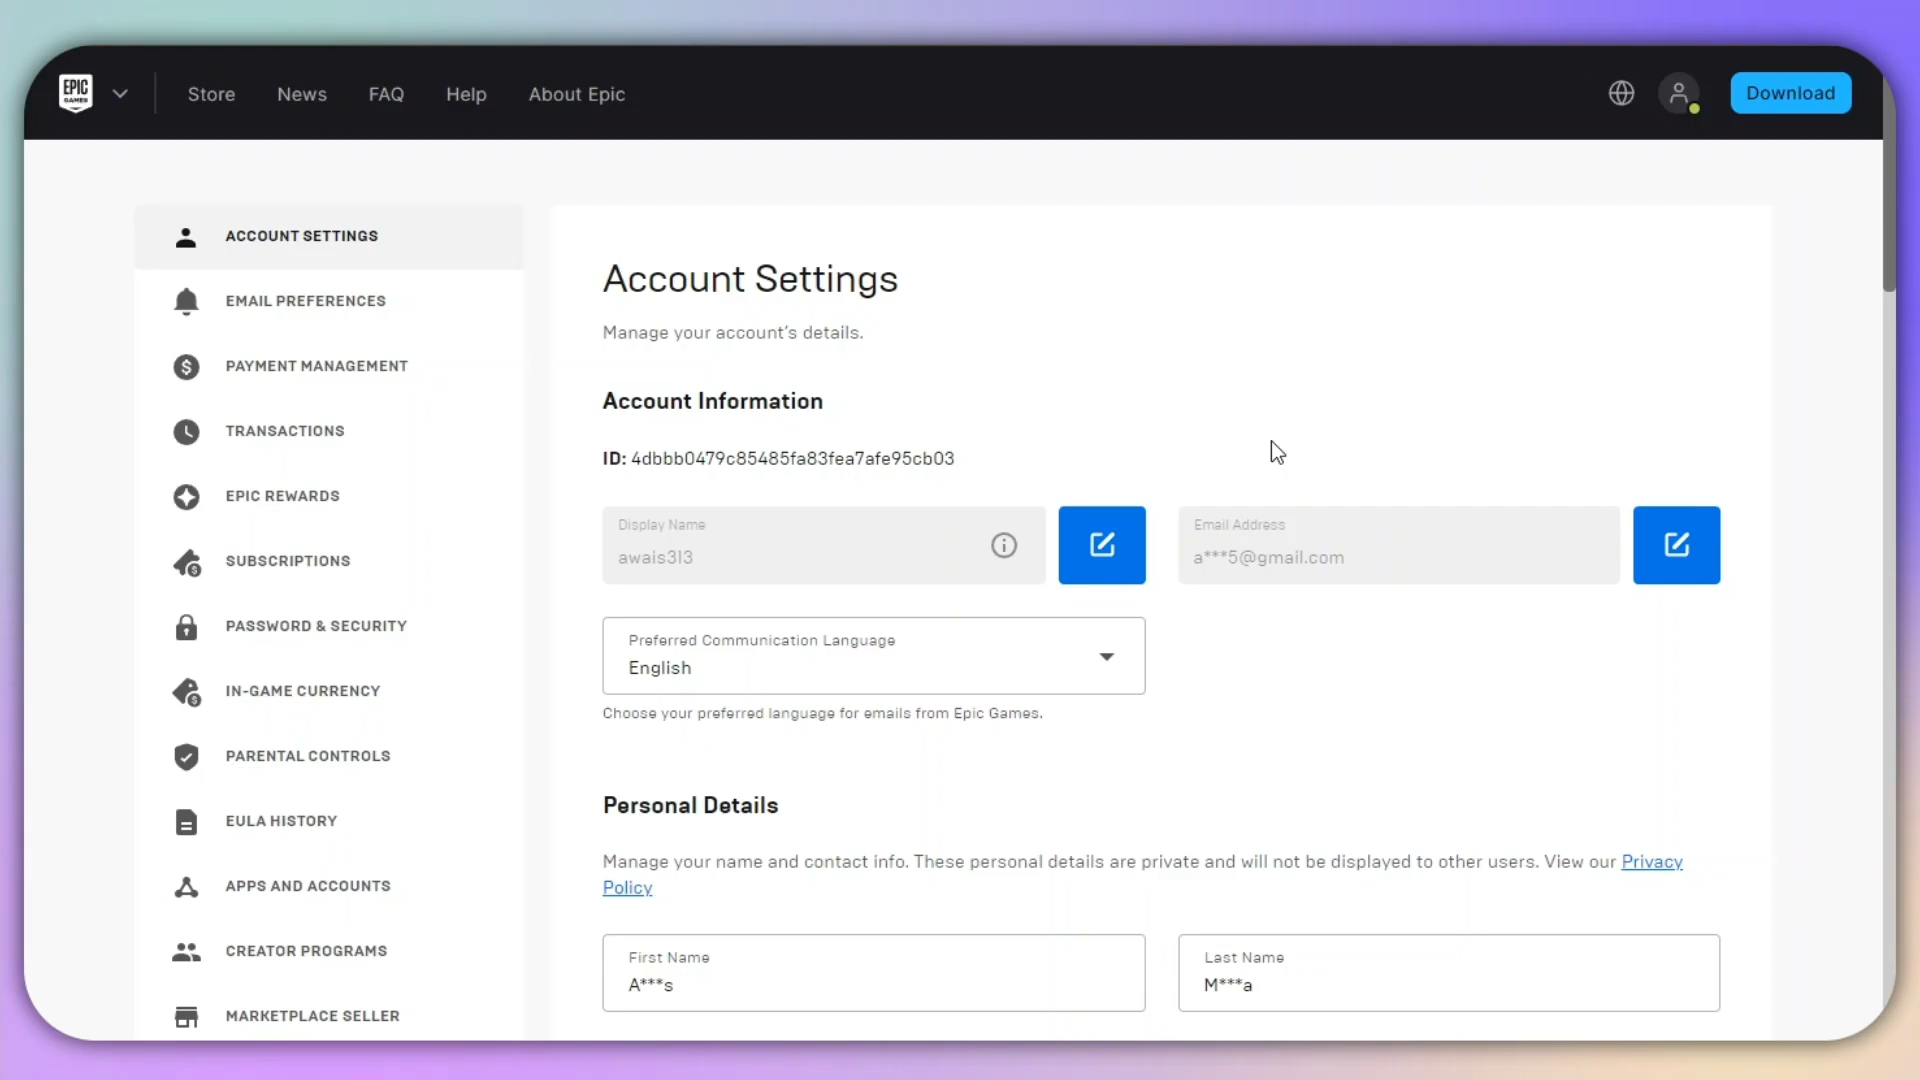 EPIC
GAMES
Store
News
FAQ
Help
About Epic
Download
ACCOUNT SETTINGS
EMAIL PREFERENCES
PAYMENT MANAGEMENT
TRANSACTIONS
EPIC REWARDS
SUBSCRIPTIONS
PASSWORD & SECURITY
IN-GAME CURRENCY
PARENTAL CONTROLS
EULA HISTORY
APPS AND ACCOUNTS
CREATOR PROGRAMS
MARKETPLACE SELLER
Account Settings
Manage your account's details.
Account Information
ID: 4dbbb0479c85485fa83fea7afe95cb03
Display Name
awais313
Email Address
a***5@gmail.com
Preferred Communication Language
English
Choose your preferred language for emails from Epic Games.
Personal Details
Manage your name and contact info. These personal details are private and will not be displayed to other users. View our Privacy
Policy
First Name
A***s
Last Name
M***a